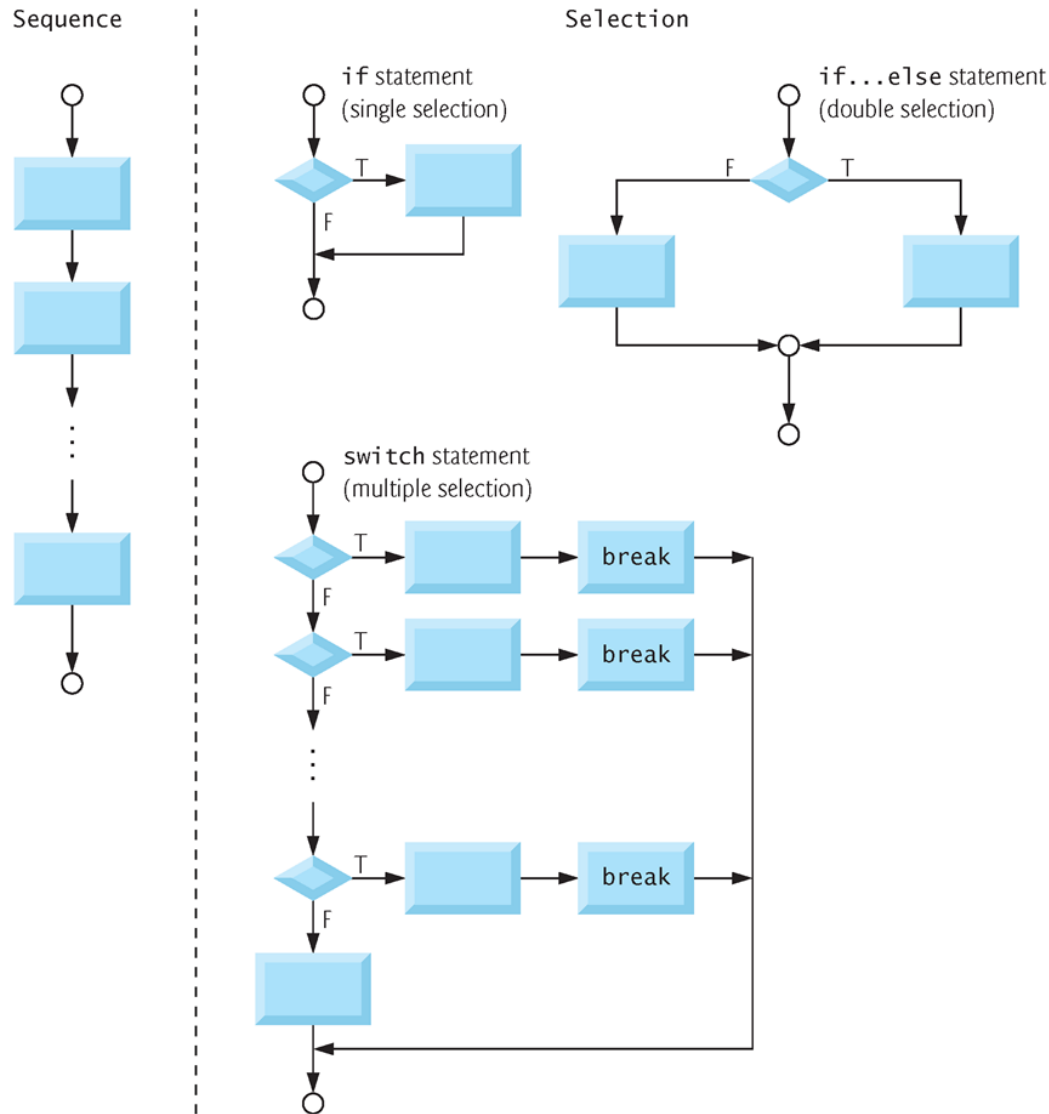 Sequence
Selection
if statement
(single selection)
T
F
if...else statement
(double selection)
F
T
switch statement
(multiple selection)
T
break
F
T
break
F
T
break
F